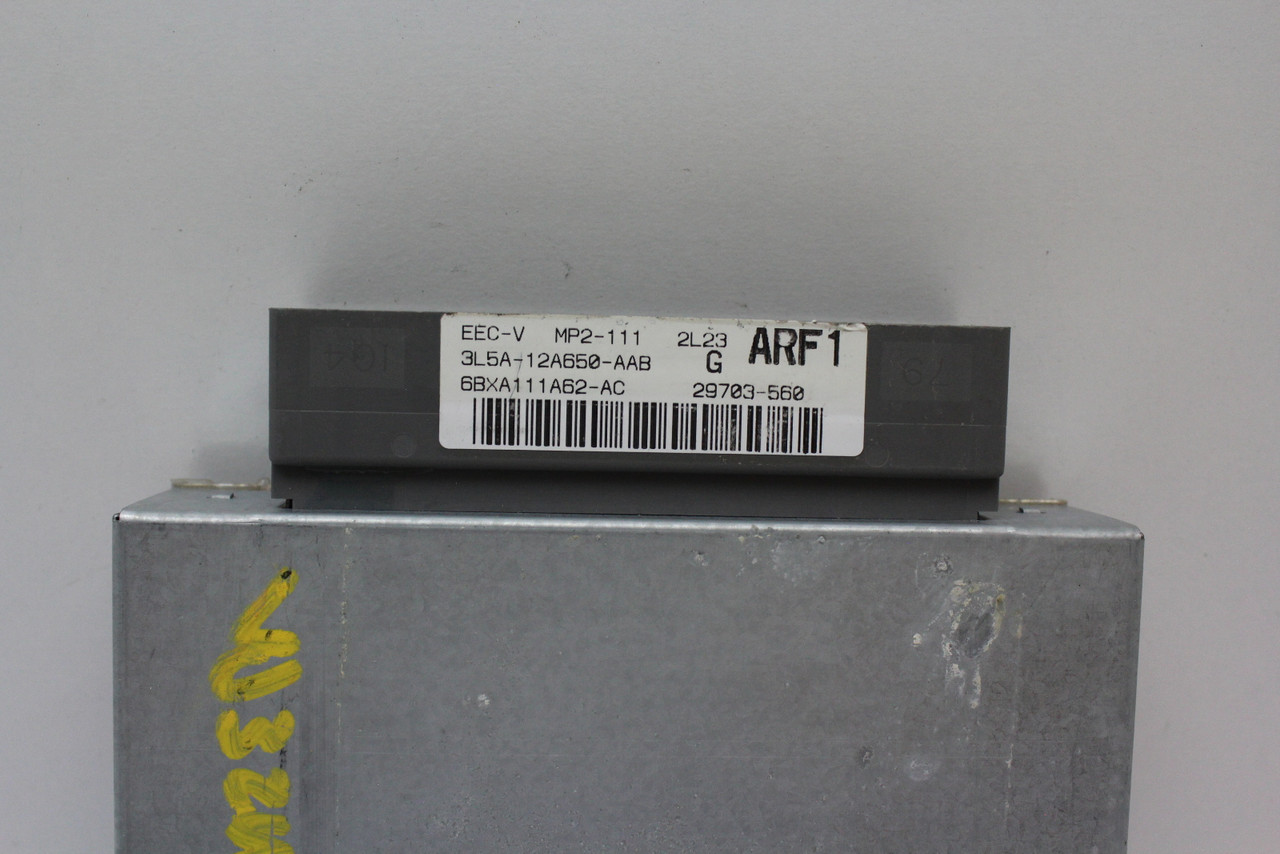 EEC-V MP2-111 2L23 ARF1
3L5A-12A650-AAB G
6BXA111A62-AC 29703-560